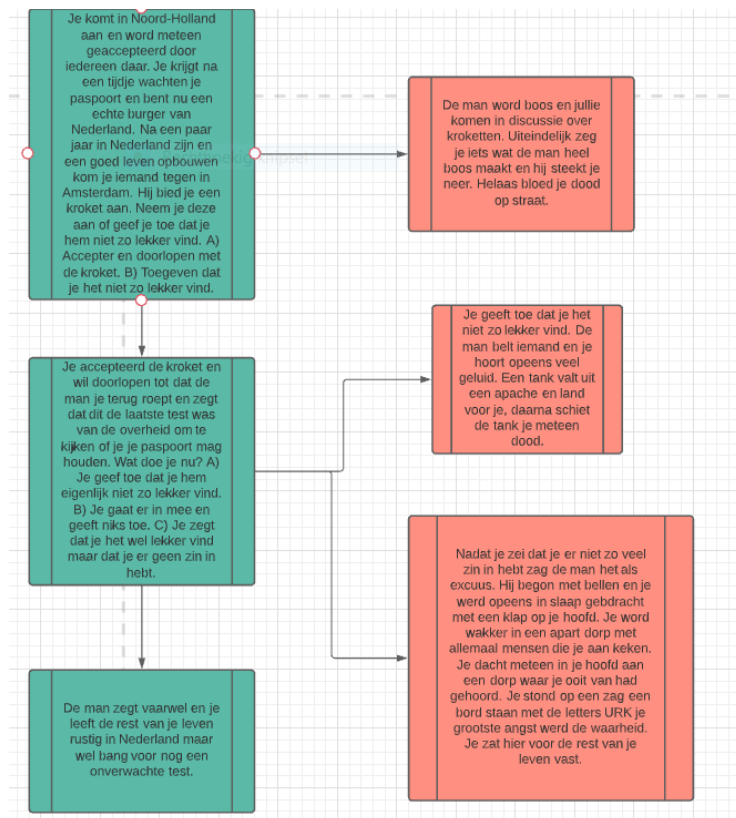 Je komt in Noord-Holland
aan en word meteen
geaccepteerd door
iedereen daar. Je krijgt na
een tijdje wachten je
paspoort en bent nu een
echte burger van
Nederland. Na een paar
jaar in Nederland zijn en
een goed leven opbouwen
kom je iemand tegen in
Amsterdam. Hij bied je een
kroket aan. Neem je deze
aan of geef je toe dat je
hem niet zo lekker vind. A)
Accepter en doorlopen met
de kroket. B) Toegeven dat
je het niet zo lekker vind.
De man word boos en jullie
komen in discussie over
kroketten. Uiteindelijk zeg
je iets wat de man heel
boos maakt en hij steekt je
neer. Helaas bloed je dood
op straat.
Je geeft toe dat je het
niet zo lekker vind. De
man belt iemand en je
hoort opeens veel
geluid. Een tank valt uit
een apache en land
voor je, daarna schiet
de tank je meteen
dood.
Je accepteerd de kroket en
wil doorlopen tot dat de
man je terug roept en zegt
dat dit de laatste test was
van de overheid om te
kijken of je je paspoort mag
houden. Wat doe je nu? A)
Je geef toe dat je hem
eigenlijk niet zo lekker vind.
B) Je gaat er in mee en
geeft niks toe. C) Je zegt
dat je het wel lekker vind
maar dat je er geen zin in
hebt.
Nadat je zei dat je er niet zo veel
zin in hebt zag de man het als
excuus. Hij begon met bellen en je
werd opeens in slaap gebdracht
met een klap op je hoofd. Je word
wakker in een apart dorp met
allemaal mensen die je aan keken.
Je dacht meteen in je hoofd aan
een dorp waar je ooit van had
gehoord. Je stond op een zag een
bord staan met de letters URK je
grootste angst werd de waarheid.
Je zat hier voor de rest van je
leven vast.
De man zegt vaarwel en je
leeft de rest van je leven
rustig in Nederland maar
wel bang voor nog een
onverwachte test.